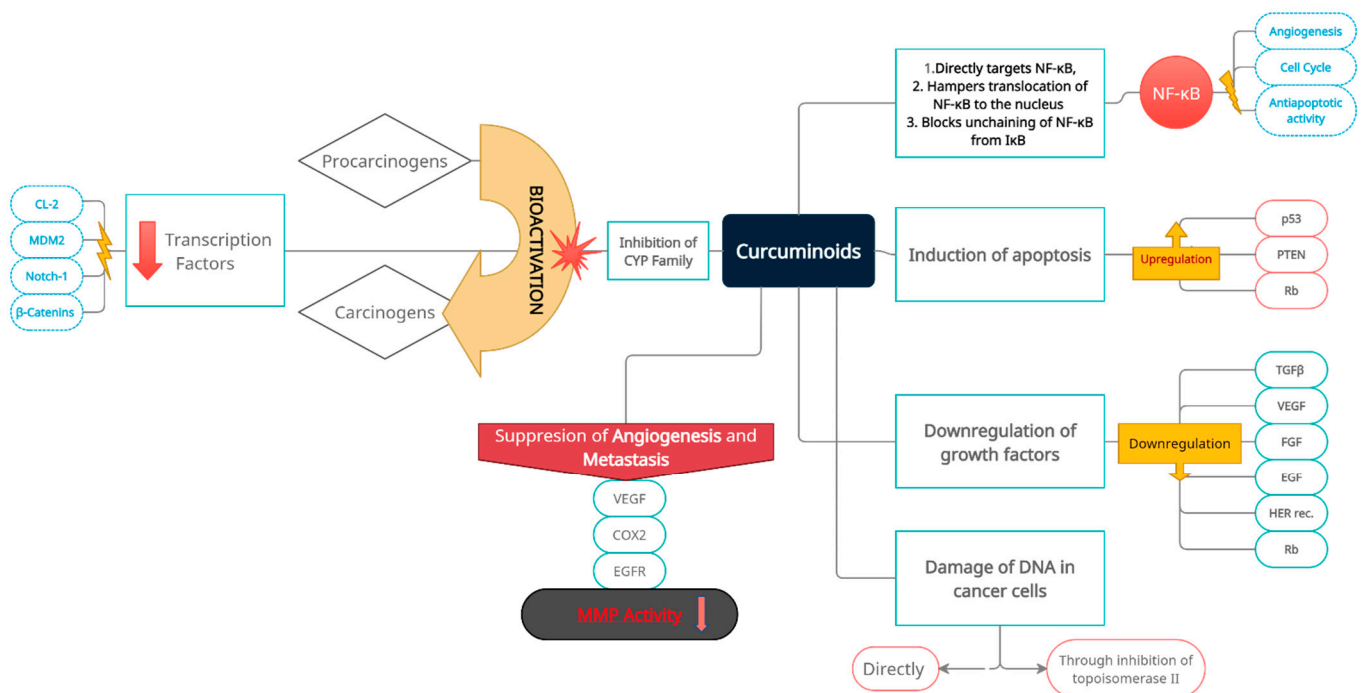 CL-2
MDM2
Notch-1
β-Catenins
Transcription
Factors
Procarcinogens
Carcinogens
BIOACTIVATION
Inhibition of
CYP Family
Curcuminoids
Suppresion of Angiogenesis and
Metastasis
VEGF
COX2
EGFR
MMP Activity
1.Directly targets NF-κB,
2. Hampers translocation of
NF-κB to the nucleus
3. Blocks unchaining of NF-κB
from IκB
NF-κB
Angiogenesis
Cell Cycle
Antiapoptotic
activity
Induction of apoptosis
Upregulation
p53
PTEN
Rb
Downregulation of
growth factors
Downregulation
TGFβ
VEGF
FGF
EGF
HER rec.
Rb
Damage of DNA in
cancer cells
Directly
Through inhibition of
topoisomerase II